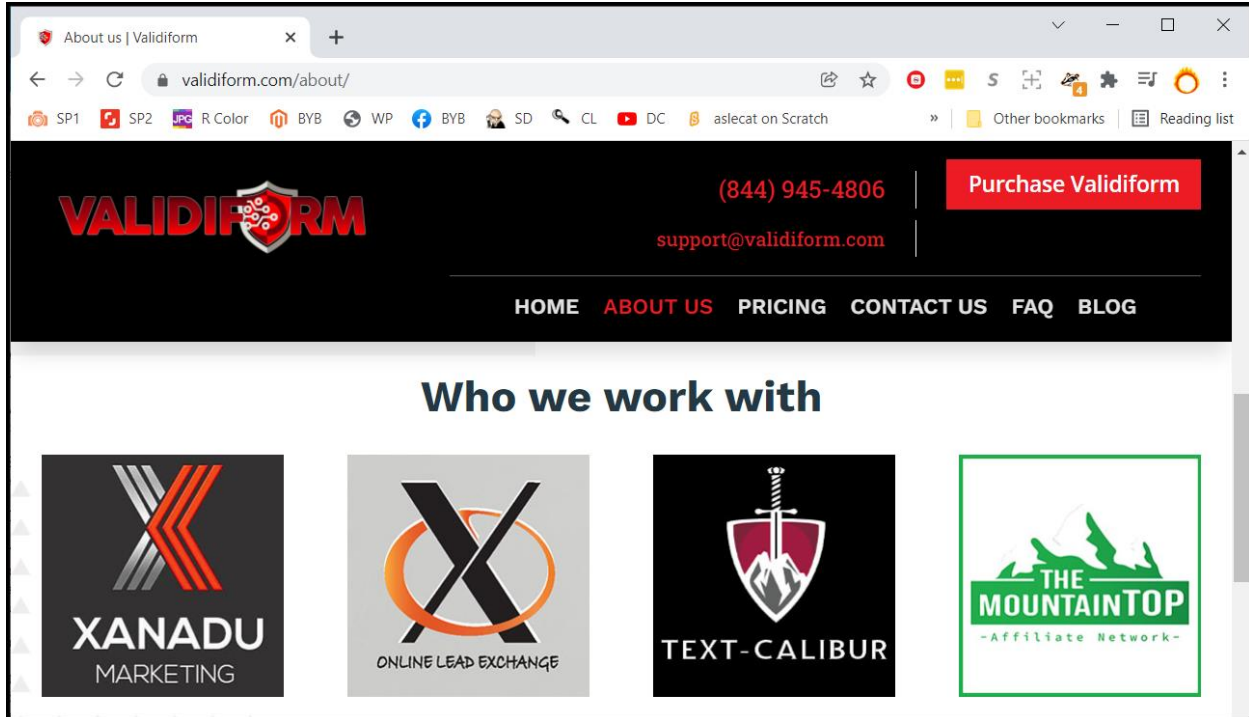 About us | Validiform
validiform.com/about/
S
4
SP1 SP2 JPG R Color BYB WP BYB SD CL DC aslecat on Scratch » Other bookmarks Reading list
VALIDIFORM
(844) 945-4806
Purchase Validiform
support@validiform.com
HOME ABOUT US PRICING CONTACT US FAQ BLOG
Who we work with
XANADU
MARKETING
X
ONLINE LEAD EXCHANGE
TEXT-CALIBUR
THE
MOUNTAINTOP
-Affiliate Network-